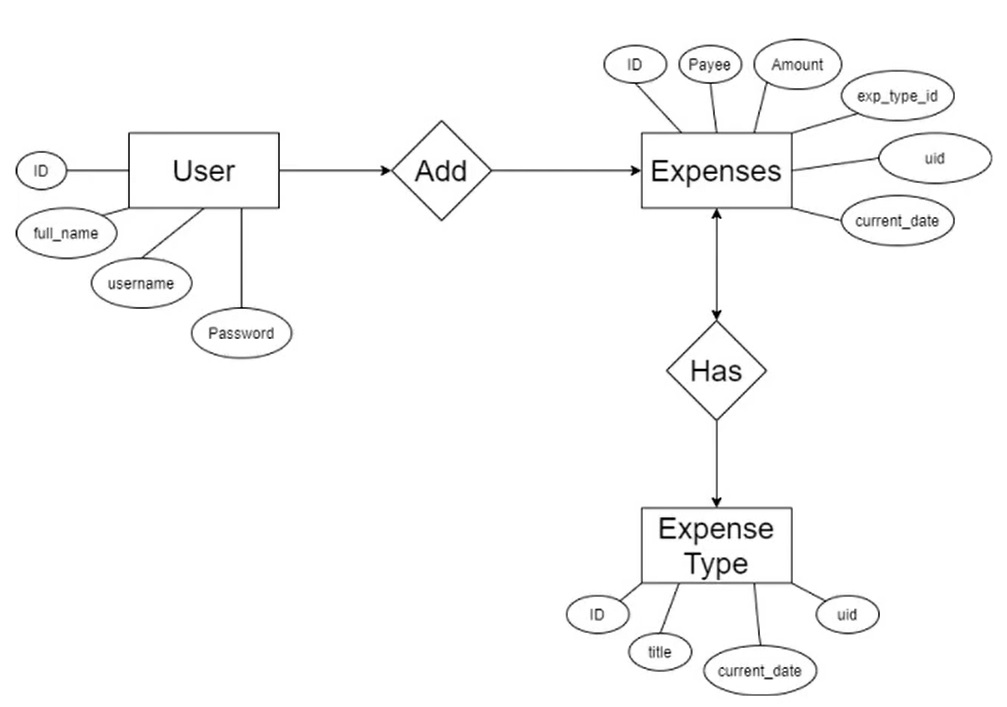 ID
Payee
Amount
exp_type_id
User
Add
Expenses
ID
uid
full_name
current_date
username
Password
Has
Expense
Type
ID
uid
title
current_date